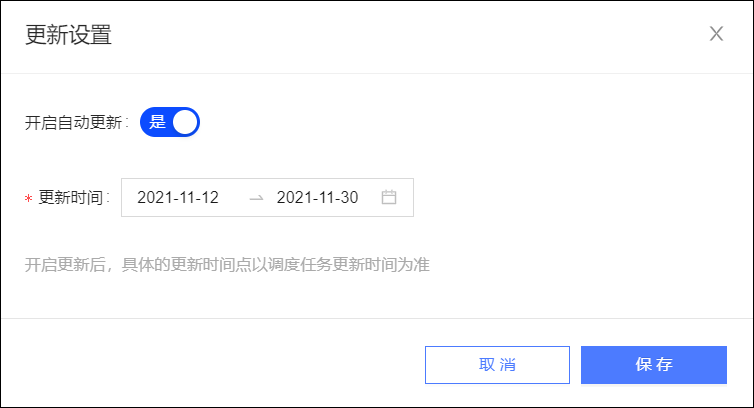 更新设置
开启自动更新: 是
* 更新时间: 2021-11-12 → 2021-11-30
开启更新后，具体的更新时间点以调度任务更新时间为准
取 消 保 存